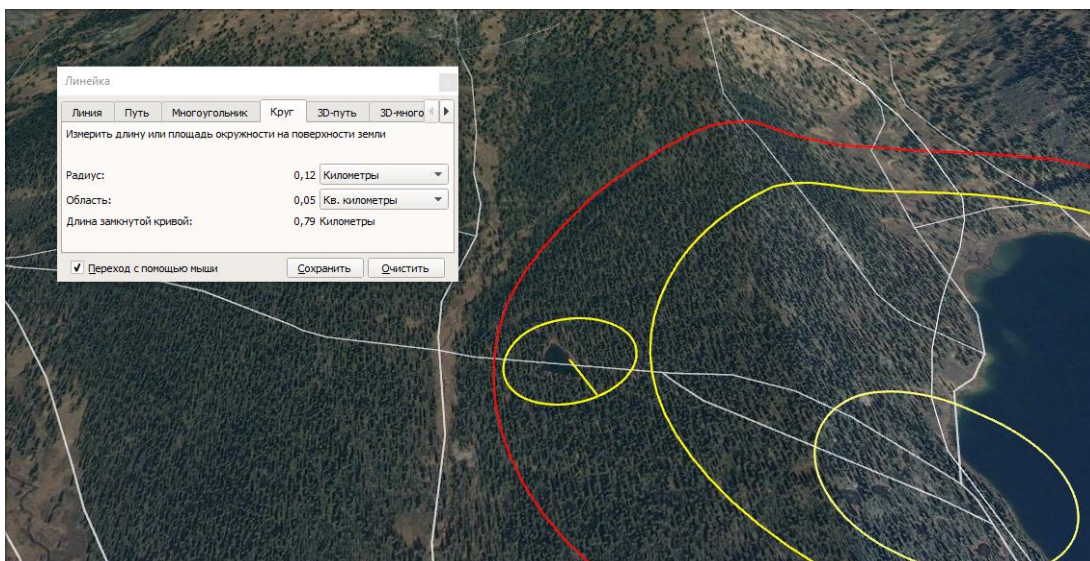 Линейка
Линия Путь Многоугольник Круг 3D-путь 3D-много
Измерить длину или площадь окружности на поверхности земли
Радиус: 0,12 Километры
Область: 0,05 Кв. километры
Длина замкнутой кривой: 0,79 Километры
Переход с помощью мыши Сохранить Очистить